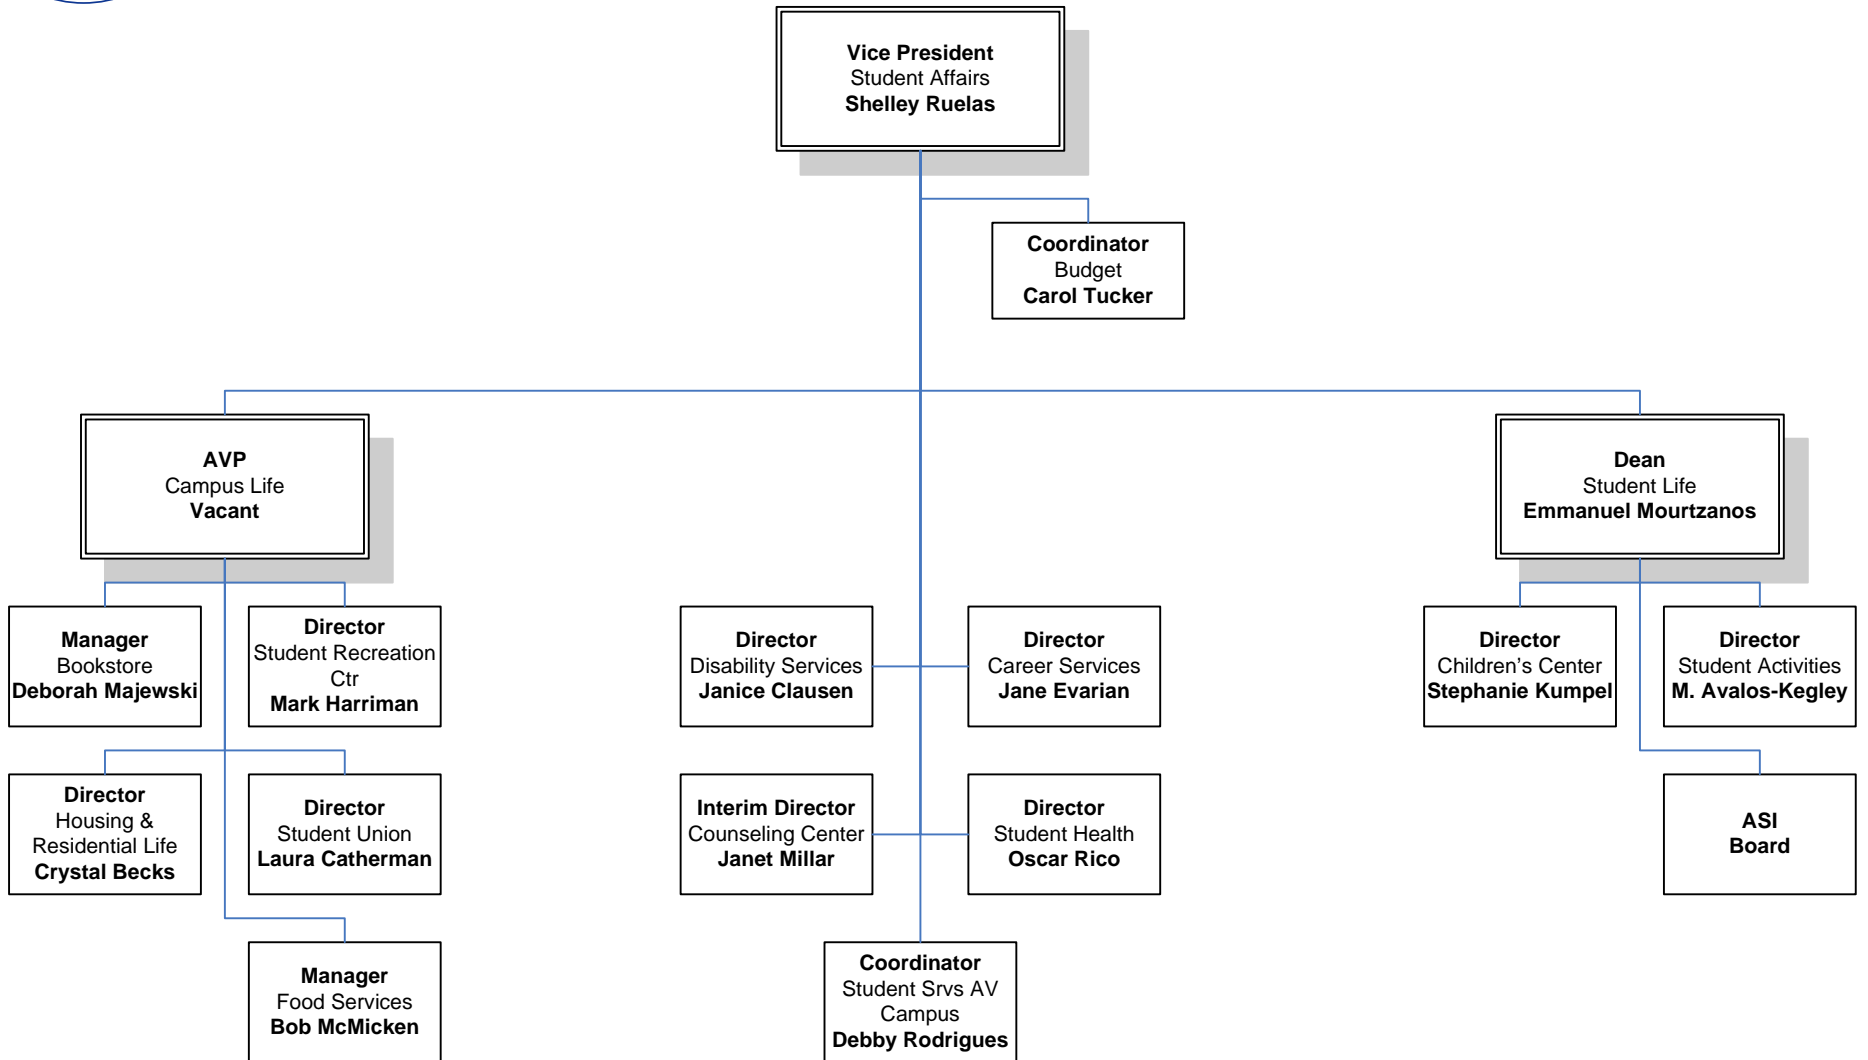 Vice President
Student Affairs
Shelley Ruelas
Coordinator
Budget
Carol Tucker
AVP
Campus Life
Vacant
Dean
Student Life
Emmanuel Mourtzanos
Manager
Bookstore
Deborah Majewski
Director
Student Recreation
Ctr
Mark Harriman
Director
Disability Services
Janice Clausen
Director
Career Services
Jane Evarian
Director
Children's Center
Stephanie Kumpel
Director
Student Activities
M. Avalos-Kegley
Director
Housing &
Residential Life
Crystal Becks
Director
Student Union
Laura Catherman
Interim Director
Counseling Center
Janet Millar
Director
Student Health
Oscar Rico
ASI
Board
Manager
Food Services
Bob McMicken
Coordinator
Student Srvs AV
Campus
Debby Rodrigues